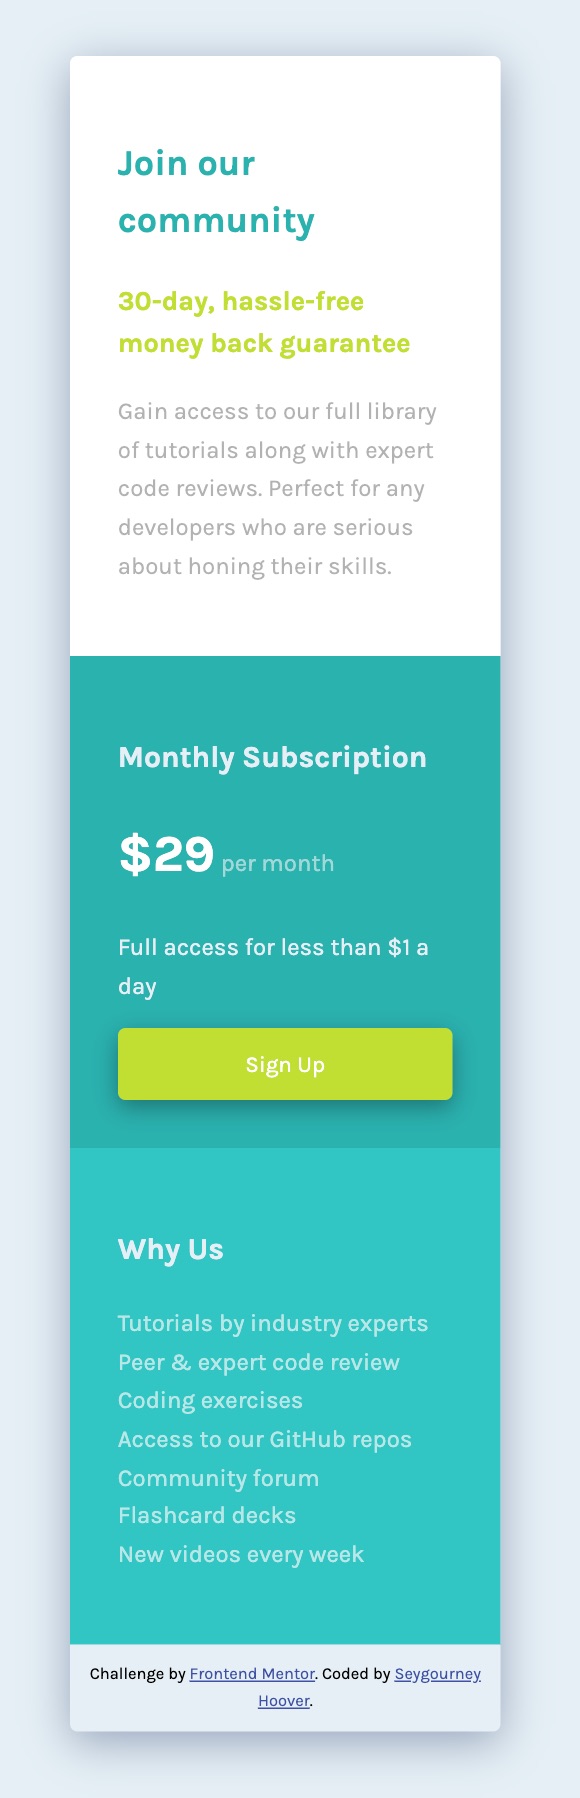 Join our
community
30-day, hassle-free
money back guarantee
Gain access to our full library
of tutorials along with expert
code reviews. Perfect for any
developers who are serious
about honing their skills.
Monthly Subscription
$29 per month
Full access for less than $1 a
day
Sign Up
Why Us
Tutorials by industry experts
Peer & expert code review
Coding exercises
Access to our GitHub repos
Community forum
Flashcard decks
New videos every week
Challenge by Frontend Mentor. Coded by Seygourney
Hoover.